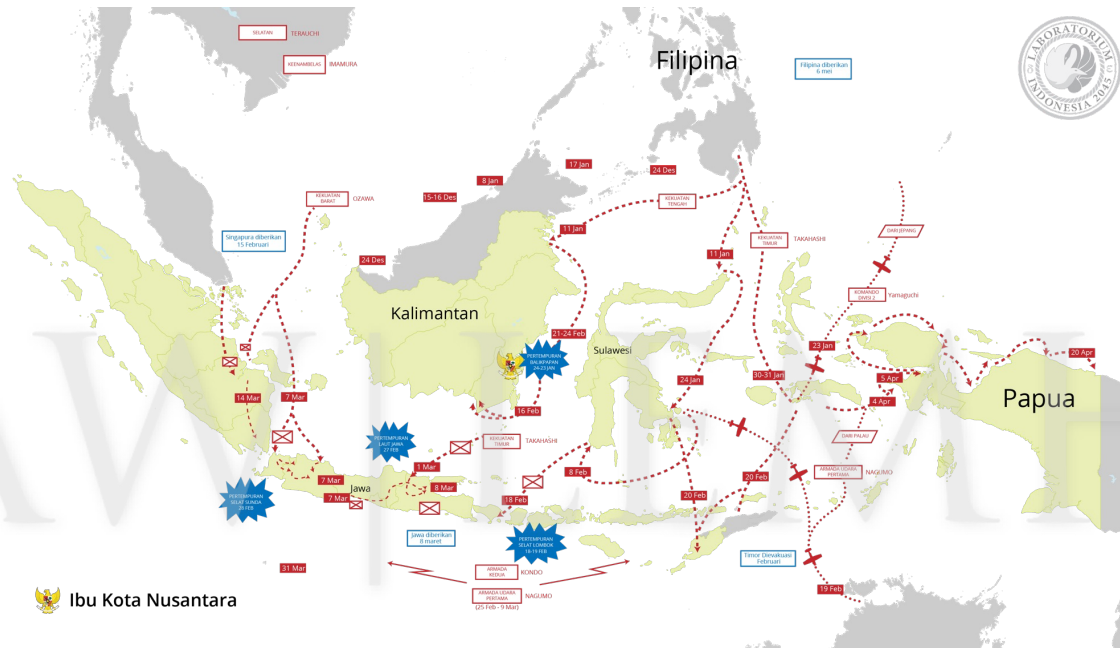 SELATAN
TERAUCHI
KEENAMBELAS
IMAMURA
Filipina
Filipina diberikan
6 mei
LABORATORIUM
INDONESIA 2045
17 Jan
24 Des
8 Jan
15-16 Des
KEKUATAN
BARAT
OZAWA
KEKUATAN
TENGAH
11 Jan
Singapura diberikan
15 Februari
KEKUATAN
TIMUR
TAKAHASHI
DARI JEPANG
11 Jan
24 Des
KOMANDO
DIVISI 2
Yamaguchi
Kalimantan
21-24 Feb
23 Jan
Sulawesi
PERTEMPURAN
BALIKPAPAN
24-23 JAN
20 Apr
30-31 Jan
24 Jan
5 Apr
14 Mar
7 Mar
4 Apr
Papua
16 Feb
PERTEMPURAN
LAUT JAWA
27 FEB
KEKUATAN
TIMUR
TAKAHASHI
DARI PALAU
1 Mar
8 Feb
ARMADA UDARA
PERTAMA
NAGUMO
7 Mar
20 Feb
Jawa
8 Mar
7 Mar
18 Feb
20 Feb
PERTEMPURAN
SELAT SUNDA
28 FEB
Jawa diberikan
8 maret
PERTEMPURAN
SELAT LOMBOK
18-19 FEB
Timor Dievakuasi
Februari
31 Mar
ARMADA
KEDUA
KONDO
19 Feb
ARMADA UDARA
PERTAMA
NAGUMO
(25 Feb - 9 Mar)
Ibu Kota Nusantara